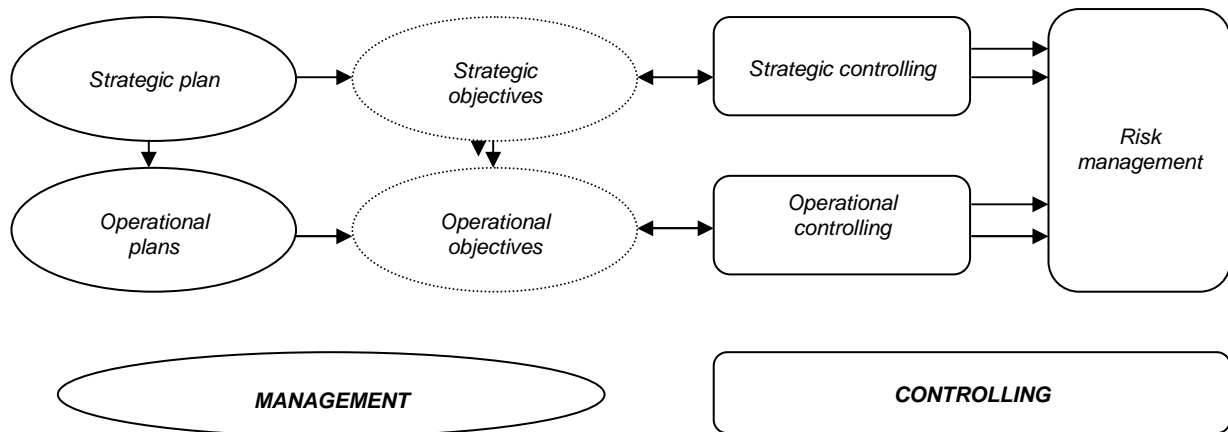 Strategic plan
Strategic
objectives
Strategic controlling
Risk
management
Operational
plans
Operational
objectives
Operational
controlling
MANAGEMENT
CONTROLLING